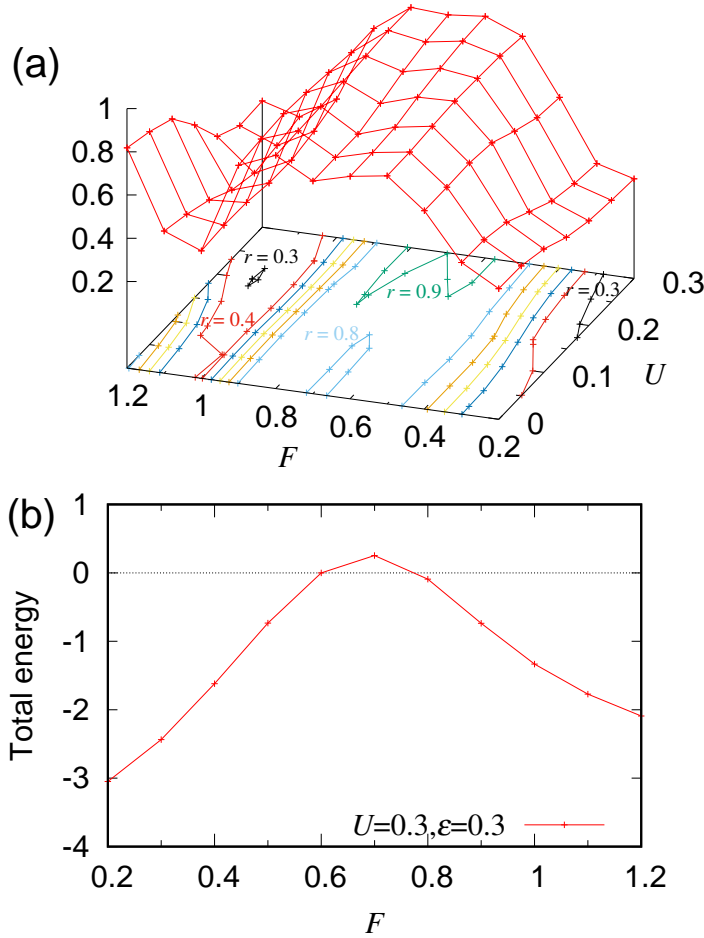 (a)
1
0.8
0.6
0.4
0.2
r = 0.3
r = 0.9
r = 0.3
r = 0.4
r = 0.8
0.3
0.2
0.1
0
U
1.2
1
0.8
0.6
0.4
0.2
F
(b)
1
0
-1
-2
-3
-4
Total energy
U=0.3,ε=0.3
0.2 0.4 0.6 0.8 1 1.2
F